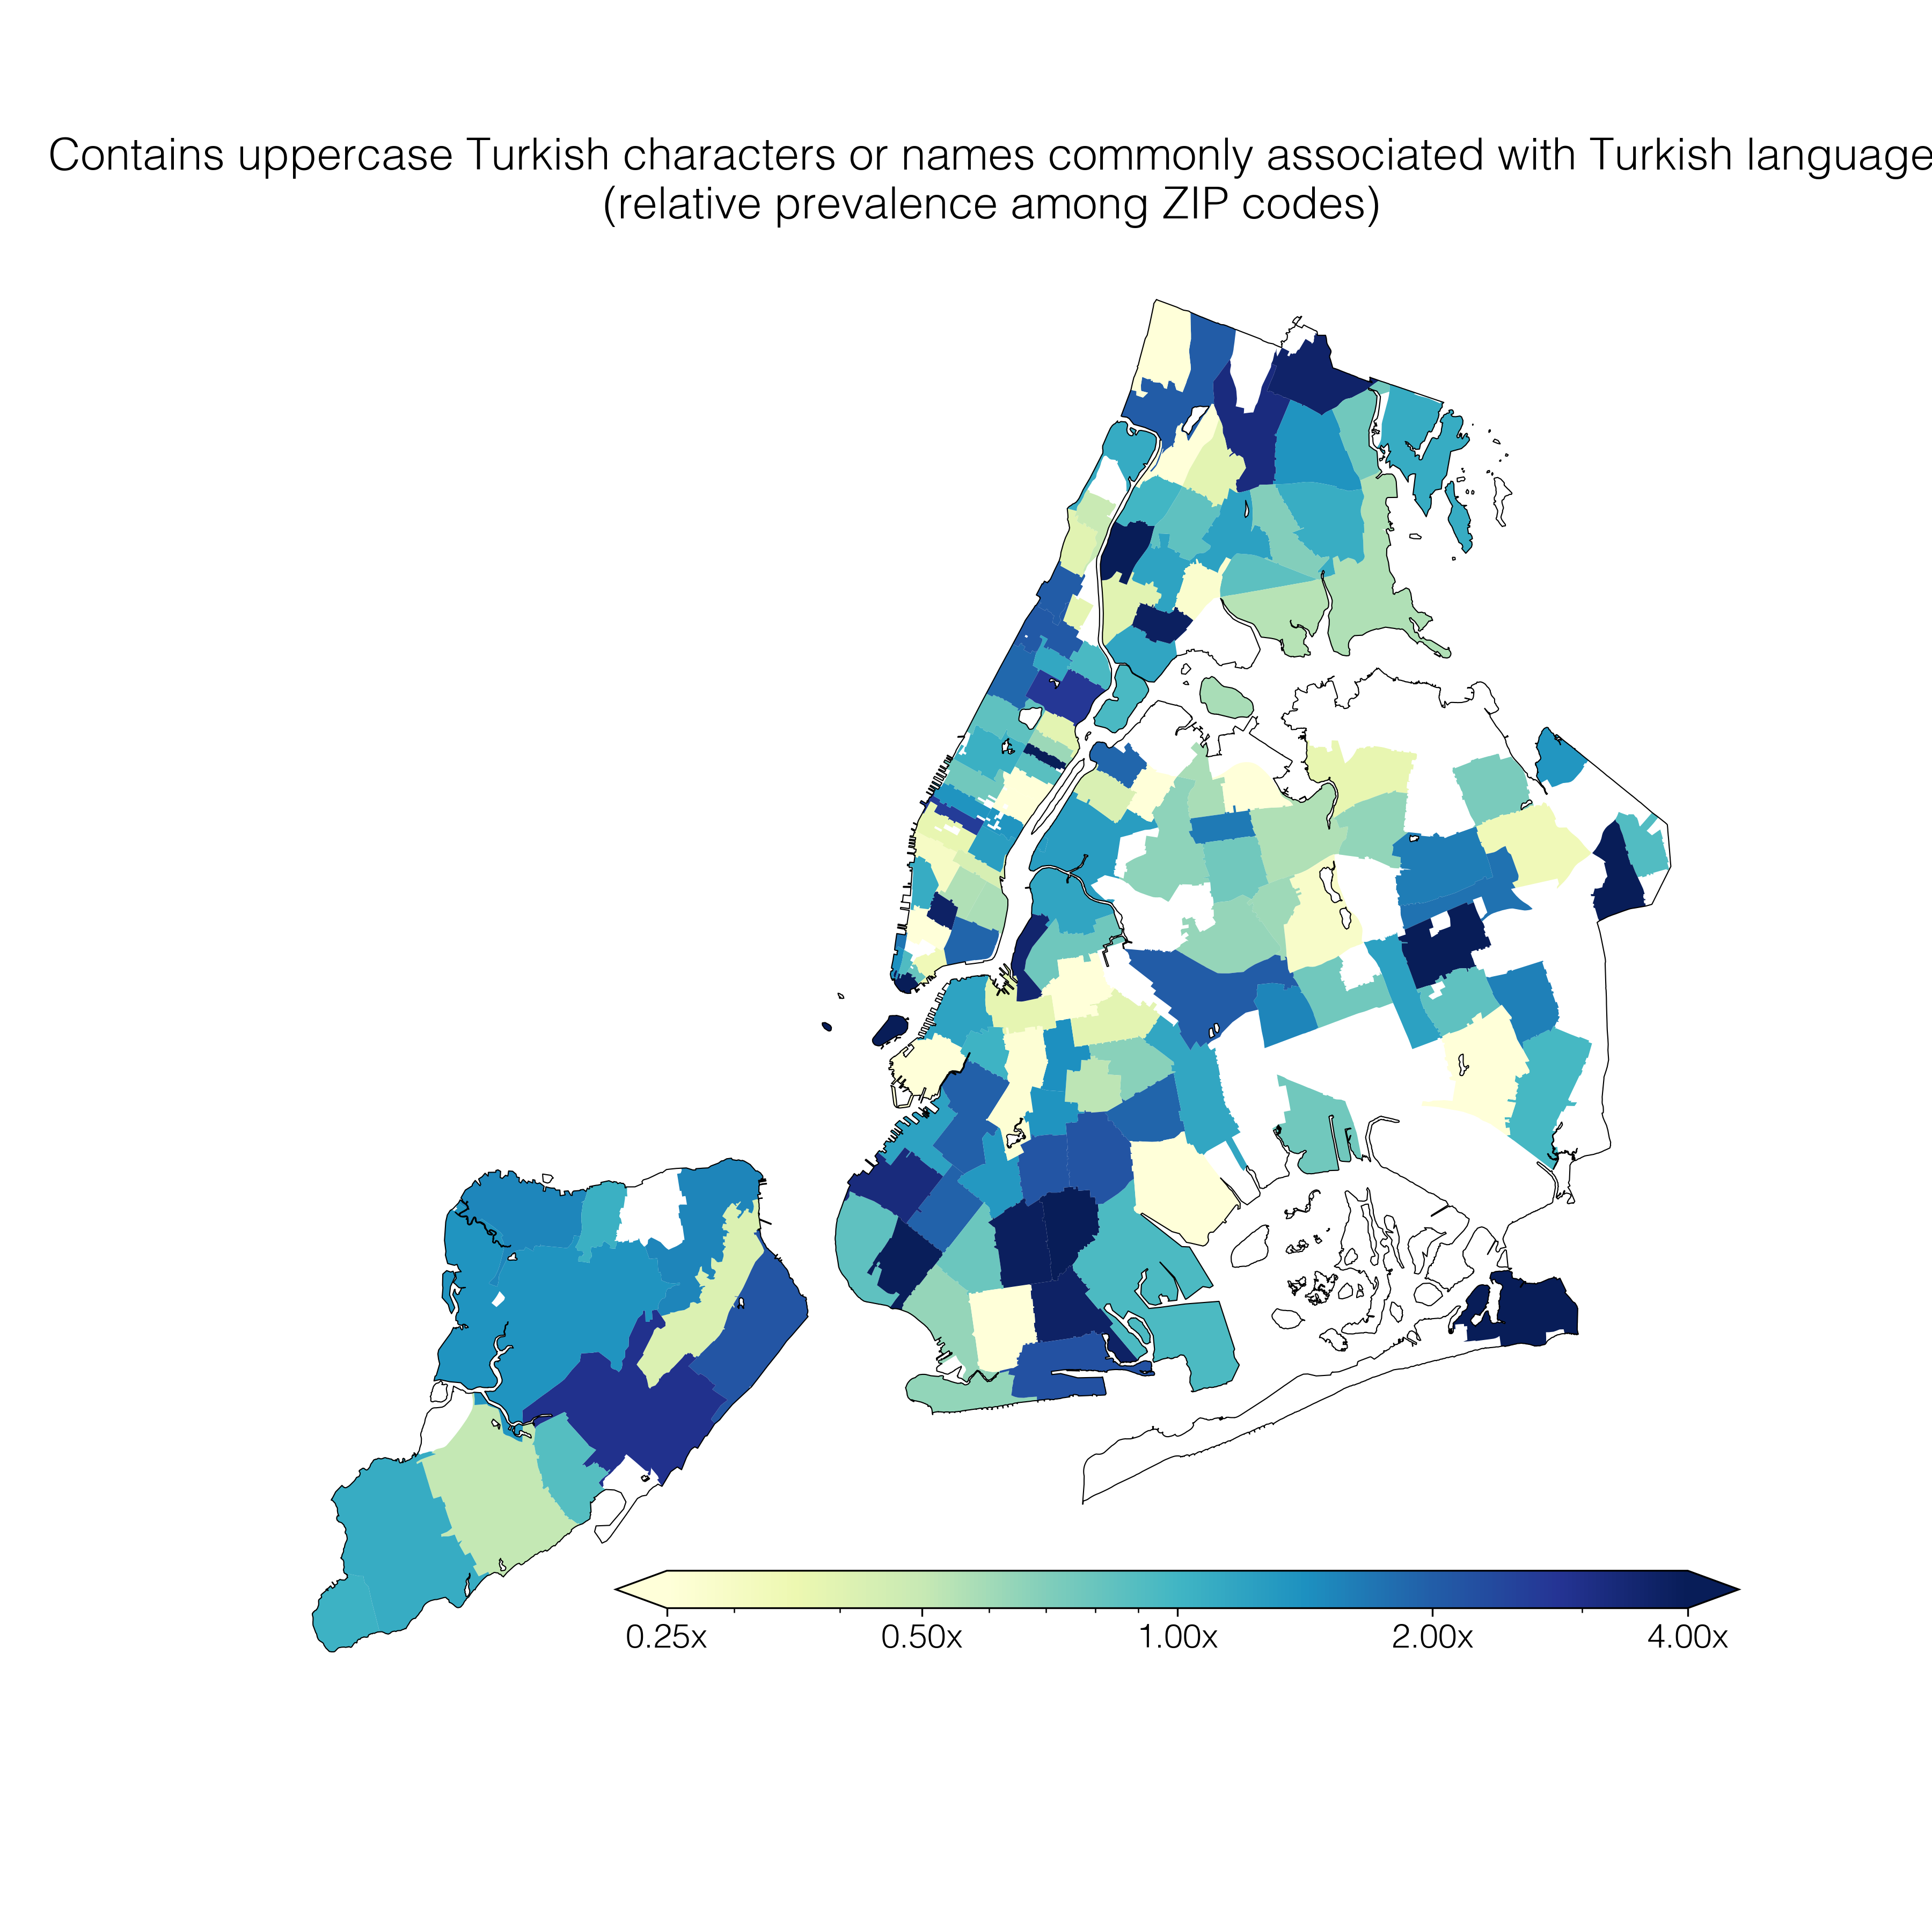 Contains uppercase Turkish characters or names commonly associated with Turkish language
(relative prevalence among ZIP codes)
0.25x 0.50x 1.00x 2.00x 4.00x